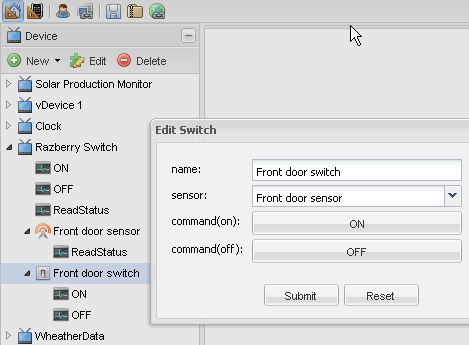 Device
New Edit Delete
Solar Production Monitor
vDevice 1
Clock
Razberry Switch
ON
OFF
ReadStatus
Front door sensor
ReadStatus
Front door switch
ON
OFF
WheatherData
Edit Switch
name: Front door switch
sensor: Front door sensor
command(on): ON
command(off): OFF
Submit Reset